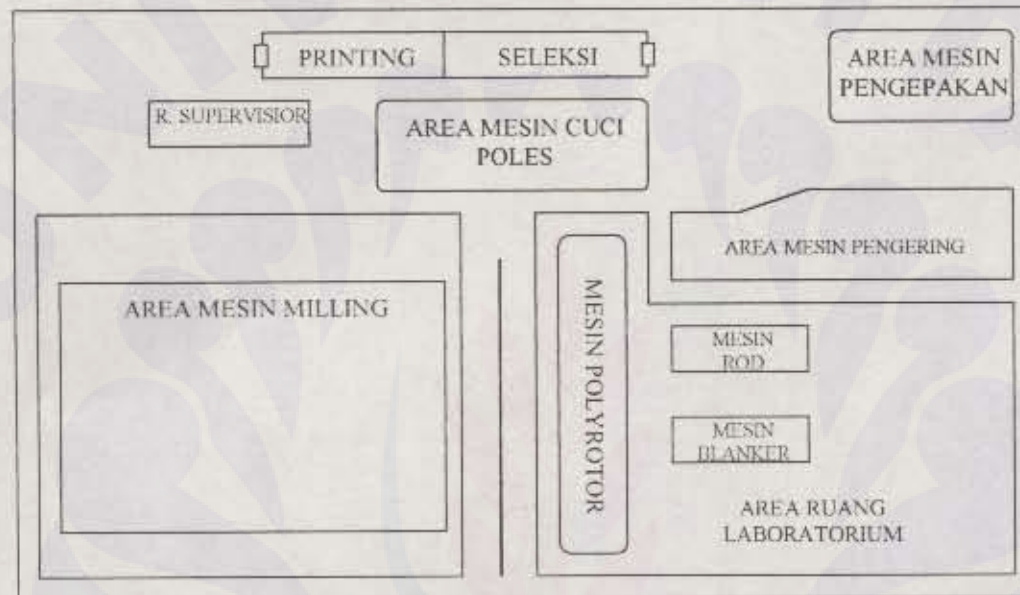 PRINTING
SELEKSI
AREA MESIN
PENGEPAKAN
R. SUPERVISIOR
AREA MESIN CUCI
POLES
AREA MESIN PENGERING
AREA MESIN MILLING
MESIN POLYROTOR
MESIN
ROD
MESIN
BLANKER
AREA RUANG
LABORATORIUM